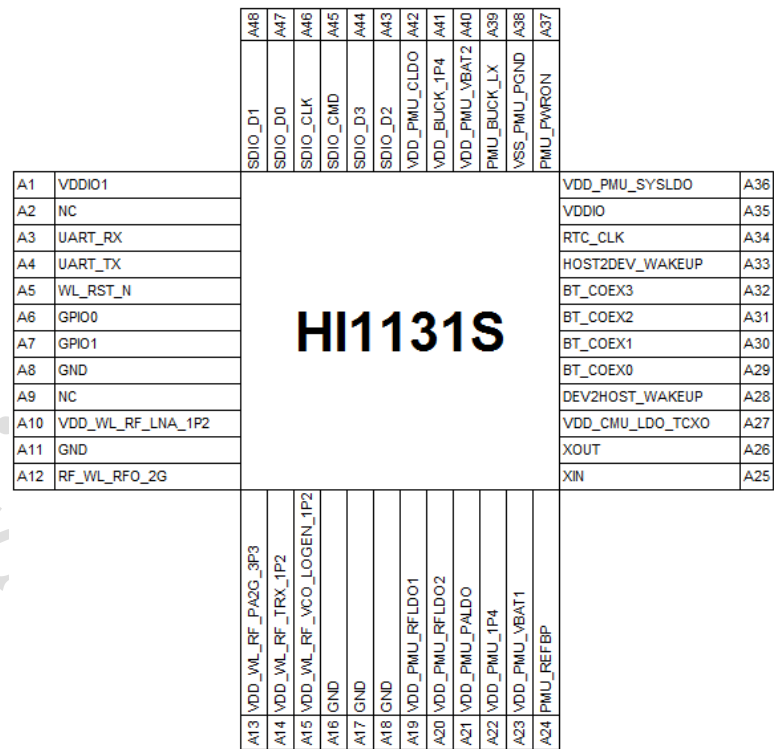 A48 A47 A46 A45 A44 A43 A42 A41 A40 A39 A38 A37
SDIO_D1 SDIO_D0 SDIO_CLK SDIO_CMD SDIO_D3 SDIO_D2 VDD_PMU_CLDO VDD_BUCK_1P4 VDD_PMU_VBAT2 PMU_BUCK_LX VSS_PMU_PGND PMU_PWRON
A1 VDDIO1
A2 NC
A3 UART_RX
A4 UART_TX
A5 WL_RST_N
A6 GPIO0
A7 GPIO1
A8 GND
A9 NC
A10 VDD_WL_RF_LNA_1P2
A11 GND
A12 RF_WL_RFO_2G
HI1131S
VDD_PMU_SYSLDO A36
VDDIO A35
RTC_CLK A34
HOST2DEV_WAKEUP A33
BT_COEX3 A32
BT_COEX2 A31
BT_COEX1 A30
BT_COEX0 A29
DEV2HOST_WAKEUP A28
VDD_CMU_LDO_TCXO A27
XOUT A26
XIN A25
VDD_WL_RF_PA2G_3P3 VDD_WL_RF_TRX_1P2 VDD_WL_RF_VCO_LOGEN_1P2 GND GND GND VDD_PMU_RFLDO1 VDD_PMU_RFLDO2 VDD_PMU_PALDO VDD_PMU_1P4 VDD_PMU_VBAT1 PMU_REFBP
A13 A14 A15 A16 A17 A18 A19 A20 A21 A22 A23 A24